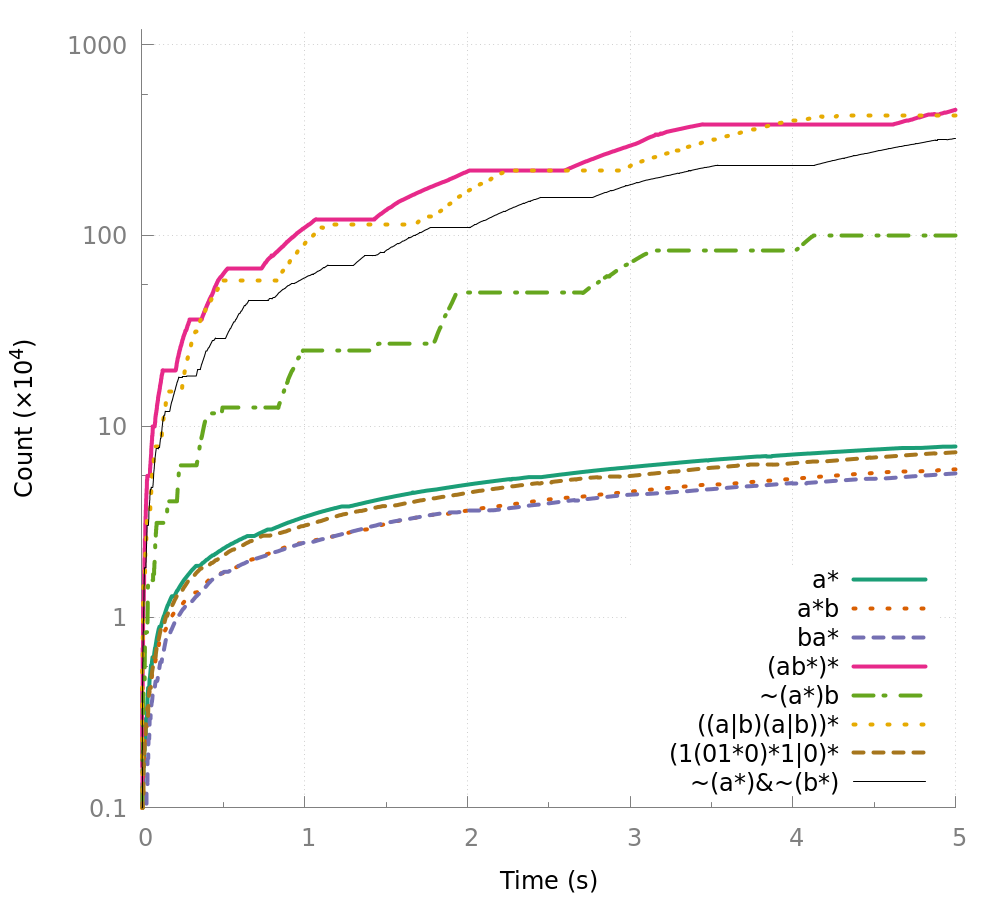 1000
100
10
1
0.1
Count (×10⁴)
0 1 2 3 4 5
Time (s)
a*
a*b
ba*
(ab*)*
~(a*)b
((a|b)(a|b))*
(1(01*0)*1|0)*
~(a*)&~(b*)